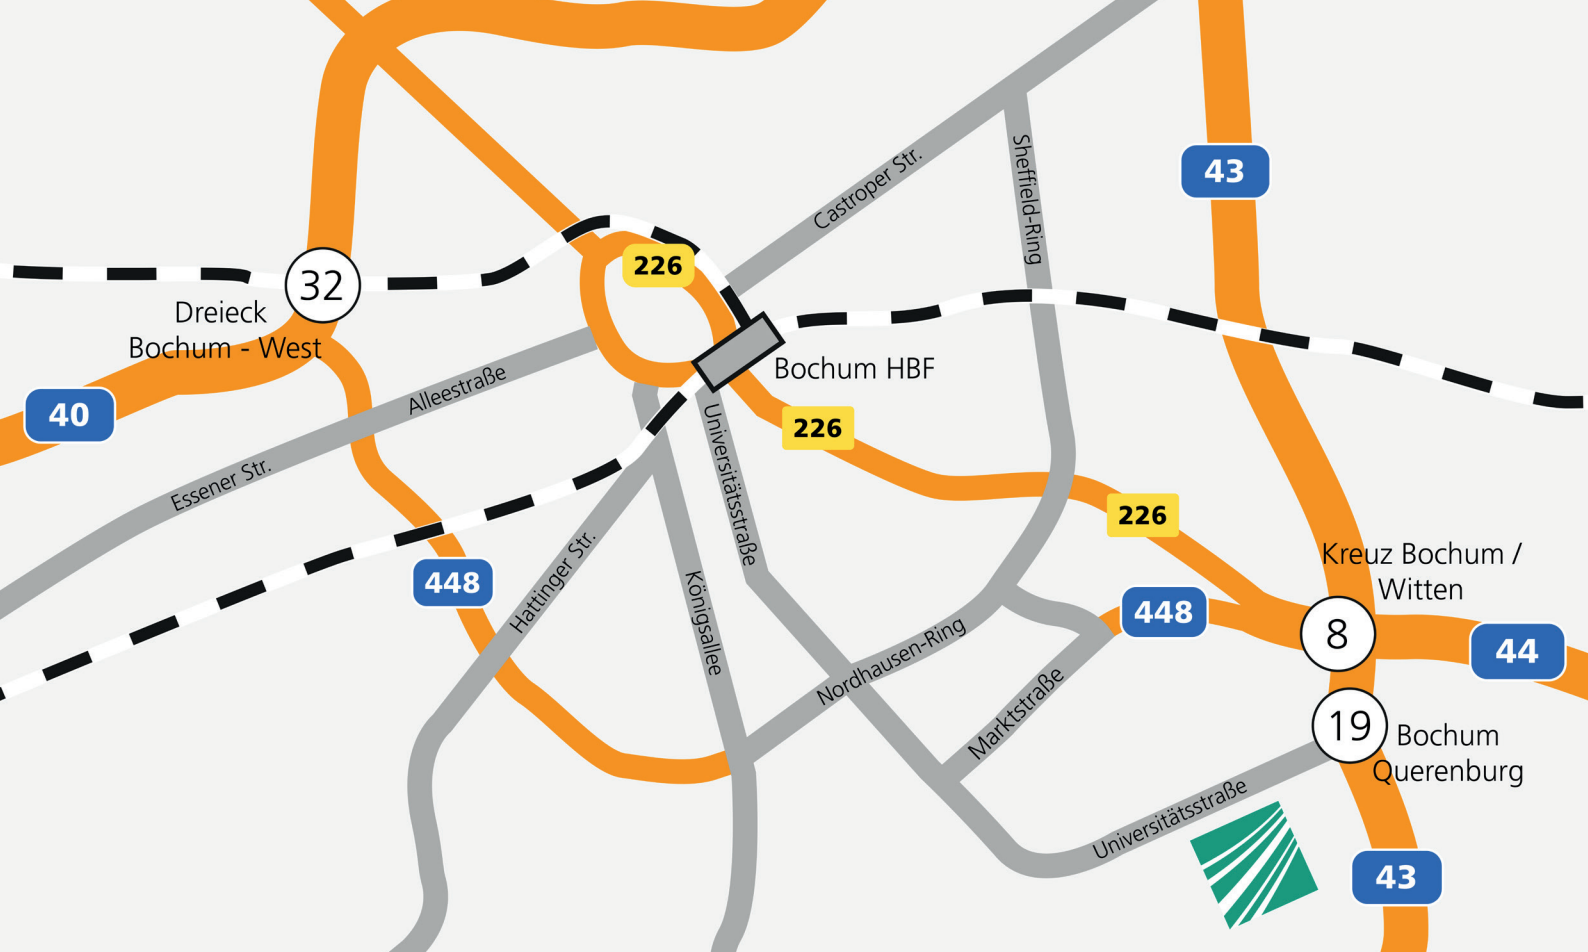 43
Castroper Str.
Sheffield-Ring
226
32
Dreieck
Bochum - West
Bochum HBF
40
Alleestraße
Essener Str.
226
Universitätsstraße
226
448
Hattinger Str.
Königsallee
Kreuz Bochum /
Witten
448
8
44
Nordhausen-Ring
Marktstraße
19
Bochum
Querenburg
Universitätsstraße
43